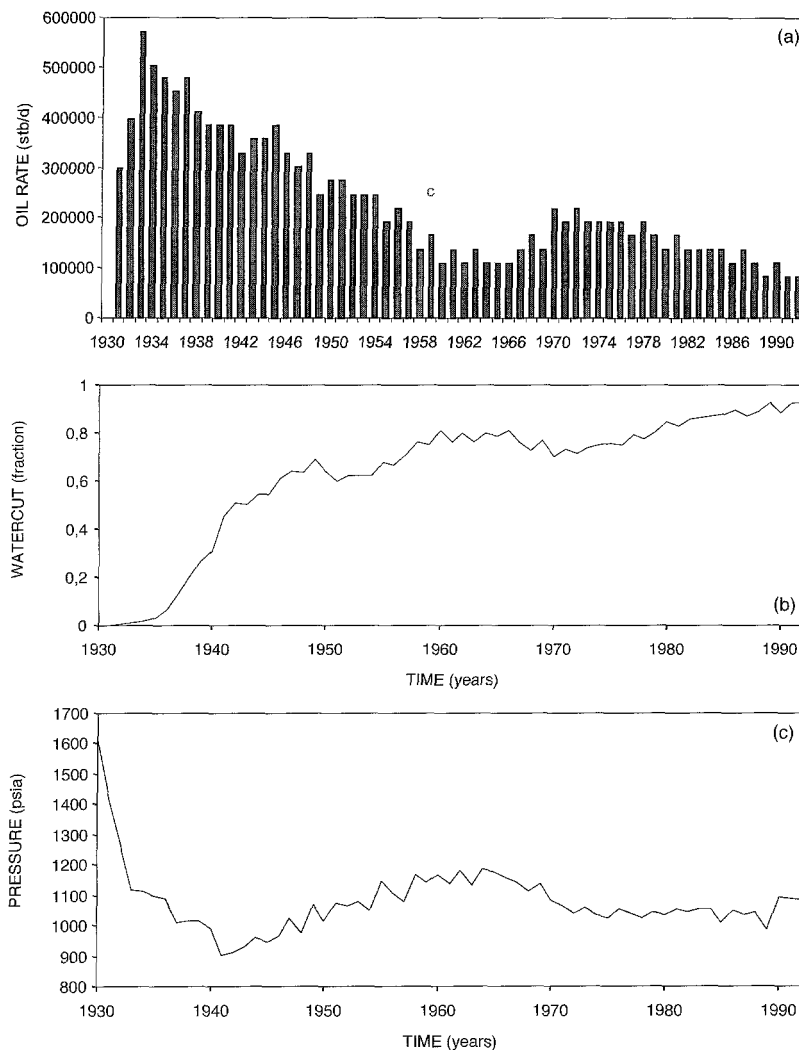 (a)
600000
500000
400000
300000
200000
100000
0
OIL RATE (stb/d)
c
1930 1934 1938 1942 1946 1950 1954 1958 1962 1966 1970 1974 1978 1982 1986 1990
1
0,8
0,6
0,4
0,2
0
WATERCUT (fraction)
(b)
1930 1940 1950 1960 1970 1980 1990
TIME (years)
1700
1600
1500
1400
1300
1200
1100
1000
900
800
PRESSURE (psia)
(c)
1930 1940 1950 1960 1970 1980 1990
TIME (years)